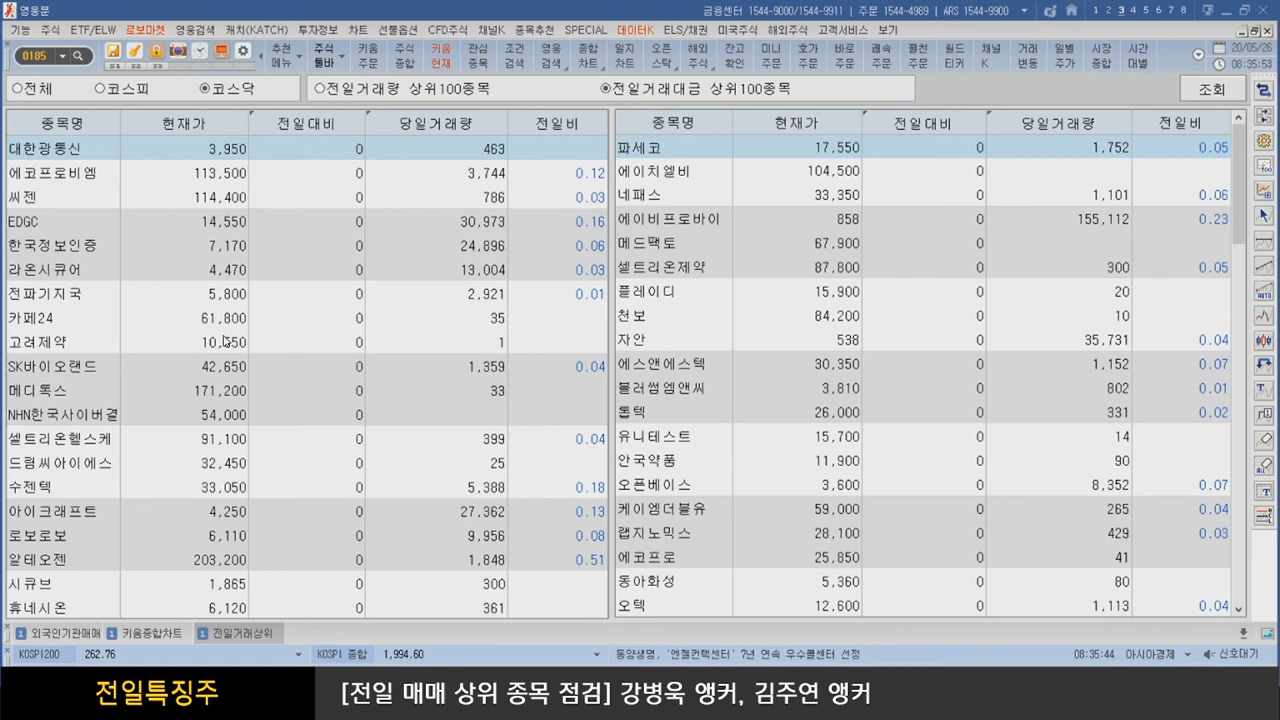 영웅문
금융센터 1544-9000/1544-9911 | 주문 1544-4989 | ARS 1544-9900
1 2 3 4 5 6 7 8
기능 주식 ETF/ELW 로보마켓 영웅검색 캐치(KATCH) 투자정보 차트 선물옵션 CFD주식 채널K 종목추천 SPECIAL 데이터K ELS/채권 미국주식 해외주식 고객서비스 보기
0185
추천메뉴 주식툴바 키움주문 주식종합 키움현재 관심종목 조건검색 영웅검색 종합차트 일지차트 오픈스탁 해외주식 잔고확인 미니주문 호가주문 바로주문 쾌속주문 펼친주문 월드티커 채널K 거래변동 일별주가 시장종합 시간대별
20/05/26
08:35:53
전체 코스피 코스닥 전일거래량 상위100종목 전일거래대금 상위100종목 조회
종목명 현재가 전일대비 당일거래량 전일비
대한광통신 3,950 0 463
에코프로비엠 113,500 0 3,744 0.12
씨젠 114,400 0 786 0.03
EDGC 14,550 0 30,973 0.16
한국정보인증 7,170 0 24,896 0.06
라온시큐어 4,470 0 13,004 0.03
전파기지국 5,800 0 2,921 0.01
카페24 61,800 0 35
고려제약 0 1
SK바이오랜드 42,650 0 1,359 0.04
메디톡스 171,200 0 33
NHN한국사이버결 54,000 0
셀트리온헬스케 91,100 0 399 0.04
드림씨아이에스 32,450 0 25
수젠텍 33,050 0 5,388 0.18
아이크래프트 4,250 0 27,362 0.13
로보로보 6,110 0 9,956 0.08
알테오젠 203,200 0 1,848 0.51
시큐브 1,865 0 300
휴네시온 6,120 0 361
종목명 현재가 전일대비 당일거래량 전일비
파세코 17,550 0 1,752 0.05
에이치엘비 104,500 0
네패스 33,350 0 1,101 0.06
에이비프로바이 858 0 155,112 0.23
메드팩토 67,900 0
셀트리온제약 87,800 0 300 0.05
플레이디 15,900 0 20
천보 84,200 0 10
자안 538 0 35,731 0.04
에스앤에스텍 30,350 0 1,152 0.07
블러썸엠앤씨 3,810 0 802 0.01
톱텍 26,000 0 331 0.02
유니테스트 15,700 0 14
안국약품 11,900 0 90
오픈베이스 3,600 0 8,352 0.07
케이엠더블유 59,000 0 265 0.04
랩지노믹스 28,100 0 429 0.03
에코프로 25,850 0 41
동아화성 5,360 0 80
오텍 12,600 0 1,113 0.04
1 외국인기관매매 1 키움종합차트 1 전일거래상위
KOSPI200 262.76 KOSPI 종합 1,994.60 동양생명, '엔젤컨택센터' 7년 연속 우수콜센터 선정 08:35:44 아시아경제 신호대기
전일특징주
[전일 매매 상위 종목 점검] 강병욱 앵커, 김주연 앵커